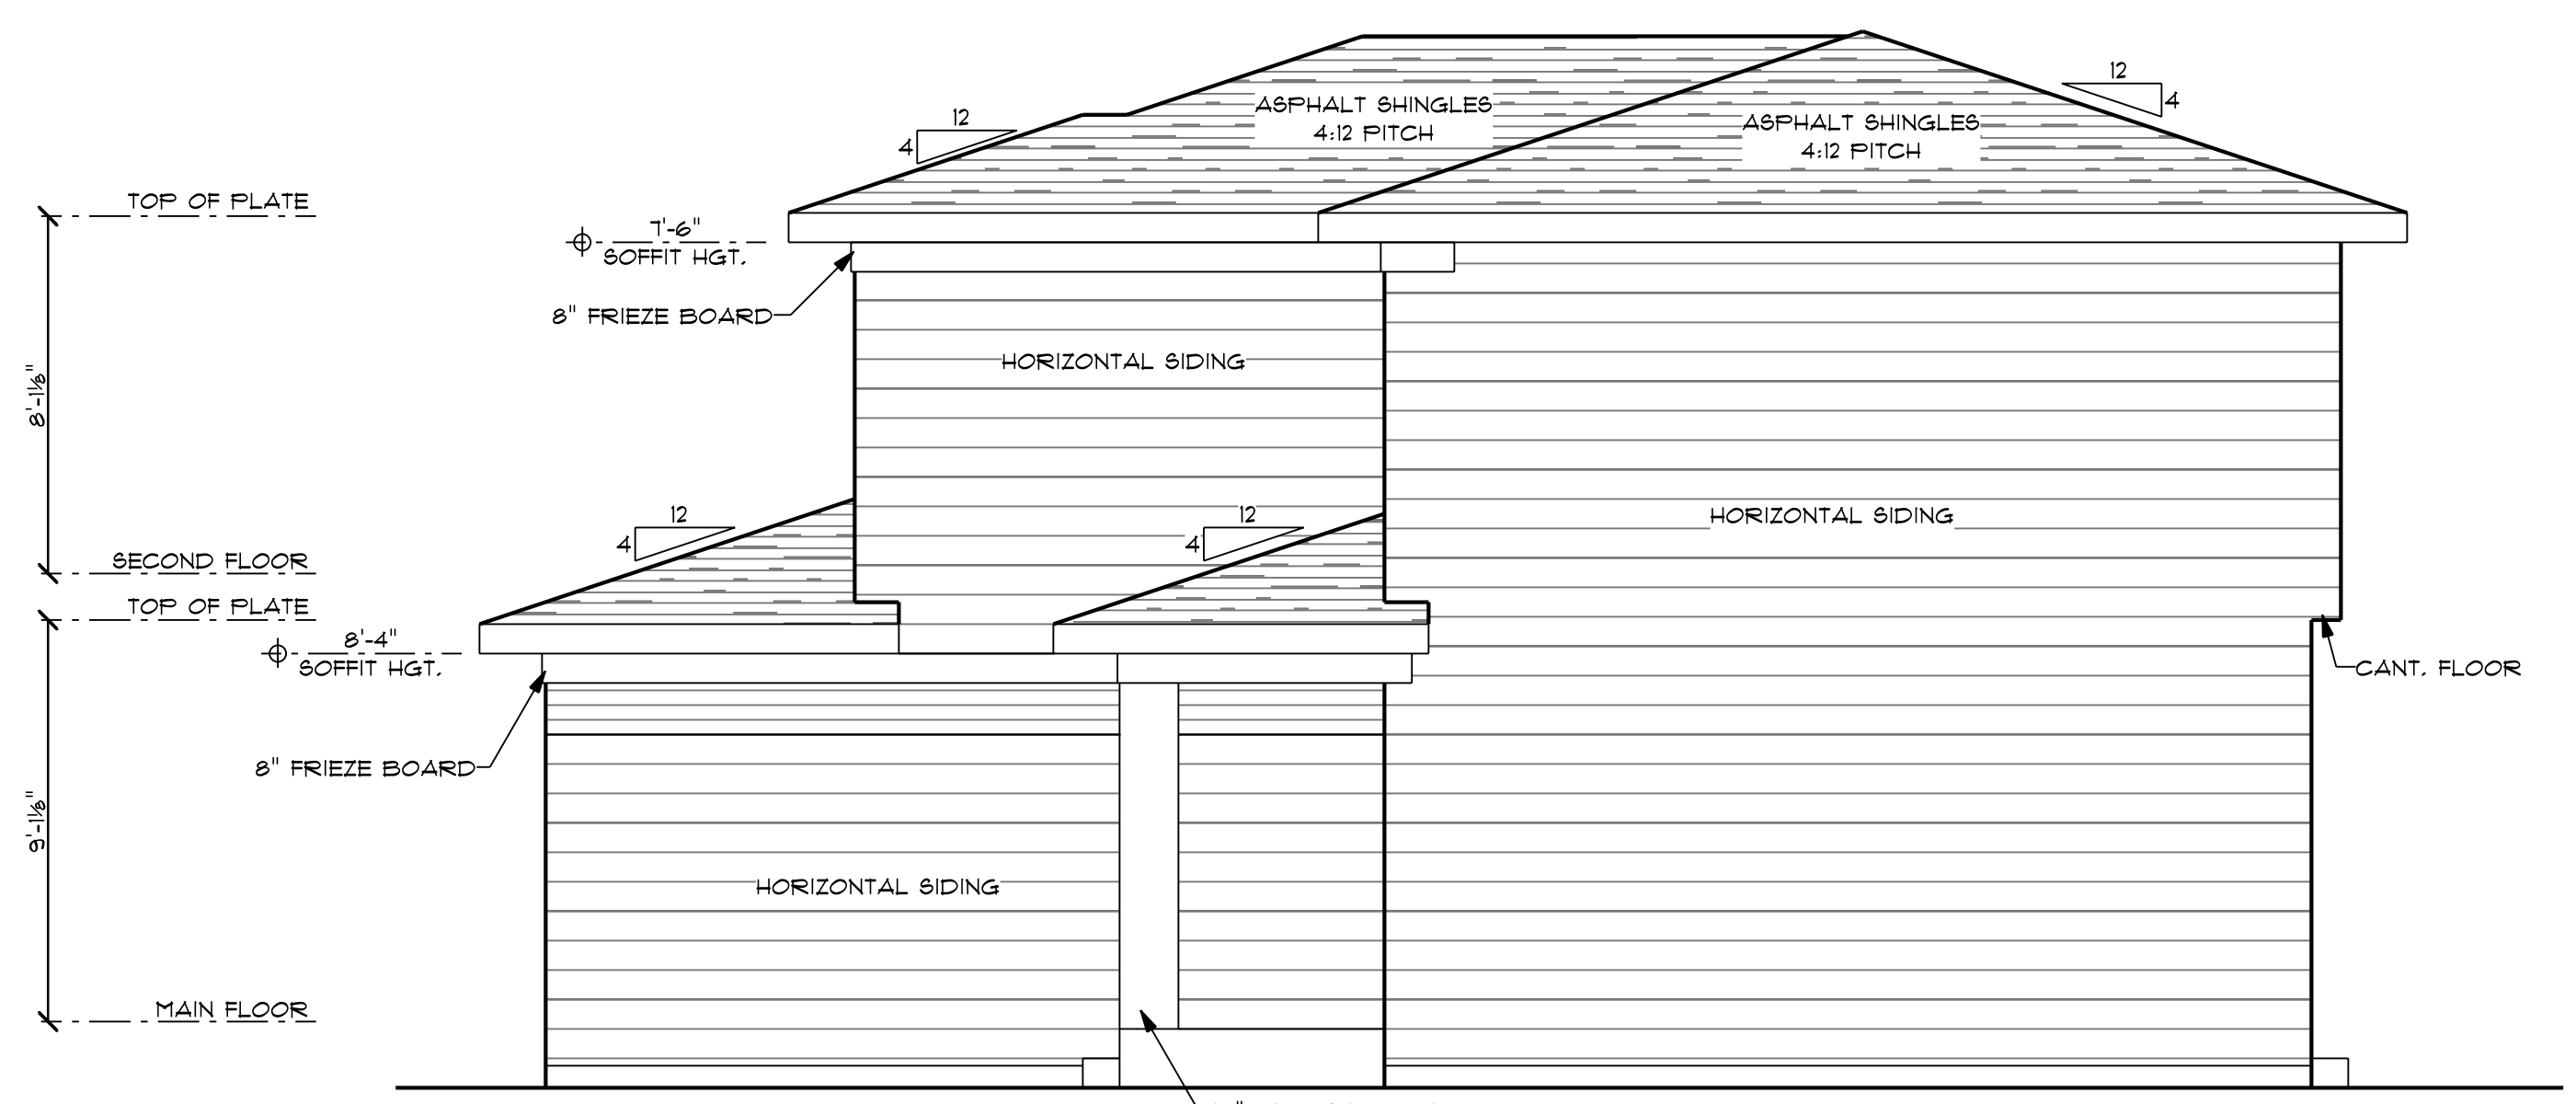 12
4
ASPHALT SHINGLES
4:12 PITCH
12
4
ASPHALT SHINGLES
4:12 PITCH
TOP OF PLATE
7'-6"
SOFFIT HGT.
8" FRIEZE BOARD
HORIZONTAL SIDING
8'-1⅛"
12
4
12
4
HORIZONTAL SIDING
SECOND FLOOR
TOP OF PLATE
8'-4"
SOFFIT HGT.
CANT. FLOOR
8" FRIEZE BOARD
9'-1⅛"
HORIZONTAL SIDING
MAIN FLOOR